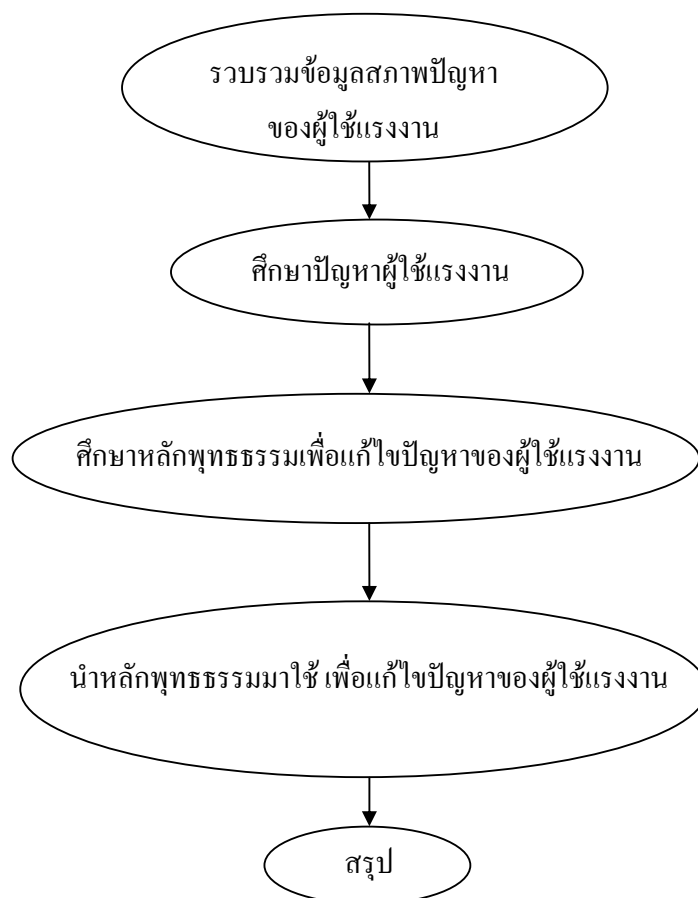 รวบรวมข้อมูลสภาพปัญหา
ของผู้ใช้แรงงาน
ศึกษาปัญหาผู้ใช้แรงงาน
ศึกษาหลักพุทธธรรมเพื่อแก้ไขปัญหาของผู้ใช้แรงงาน
นำหลักพุทธธรรมมาใช้ เพื่อแก้ไขปัญหาของผู้ใช้แรงงาน
สรุป